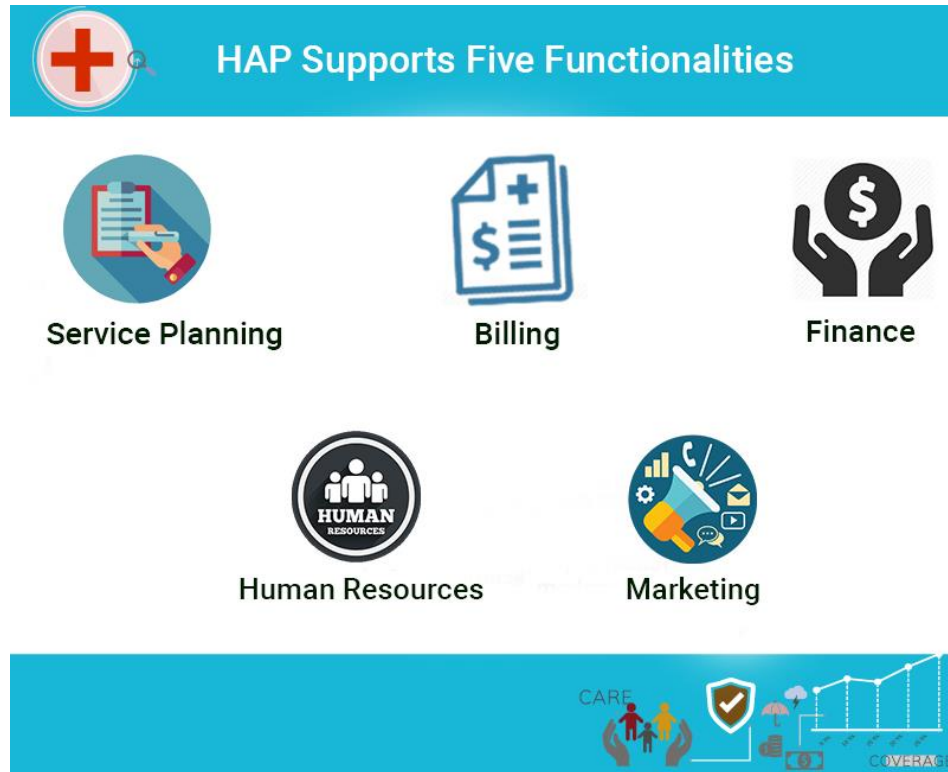 HAP Supports Five Functionalities
Service Planning
Billing
Finance
HUMAN
RESOURCES
Human Resources
Marketing
CARE